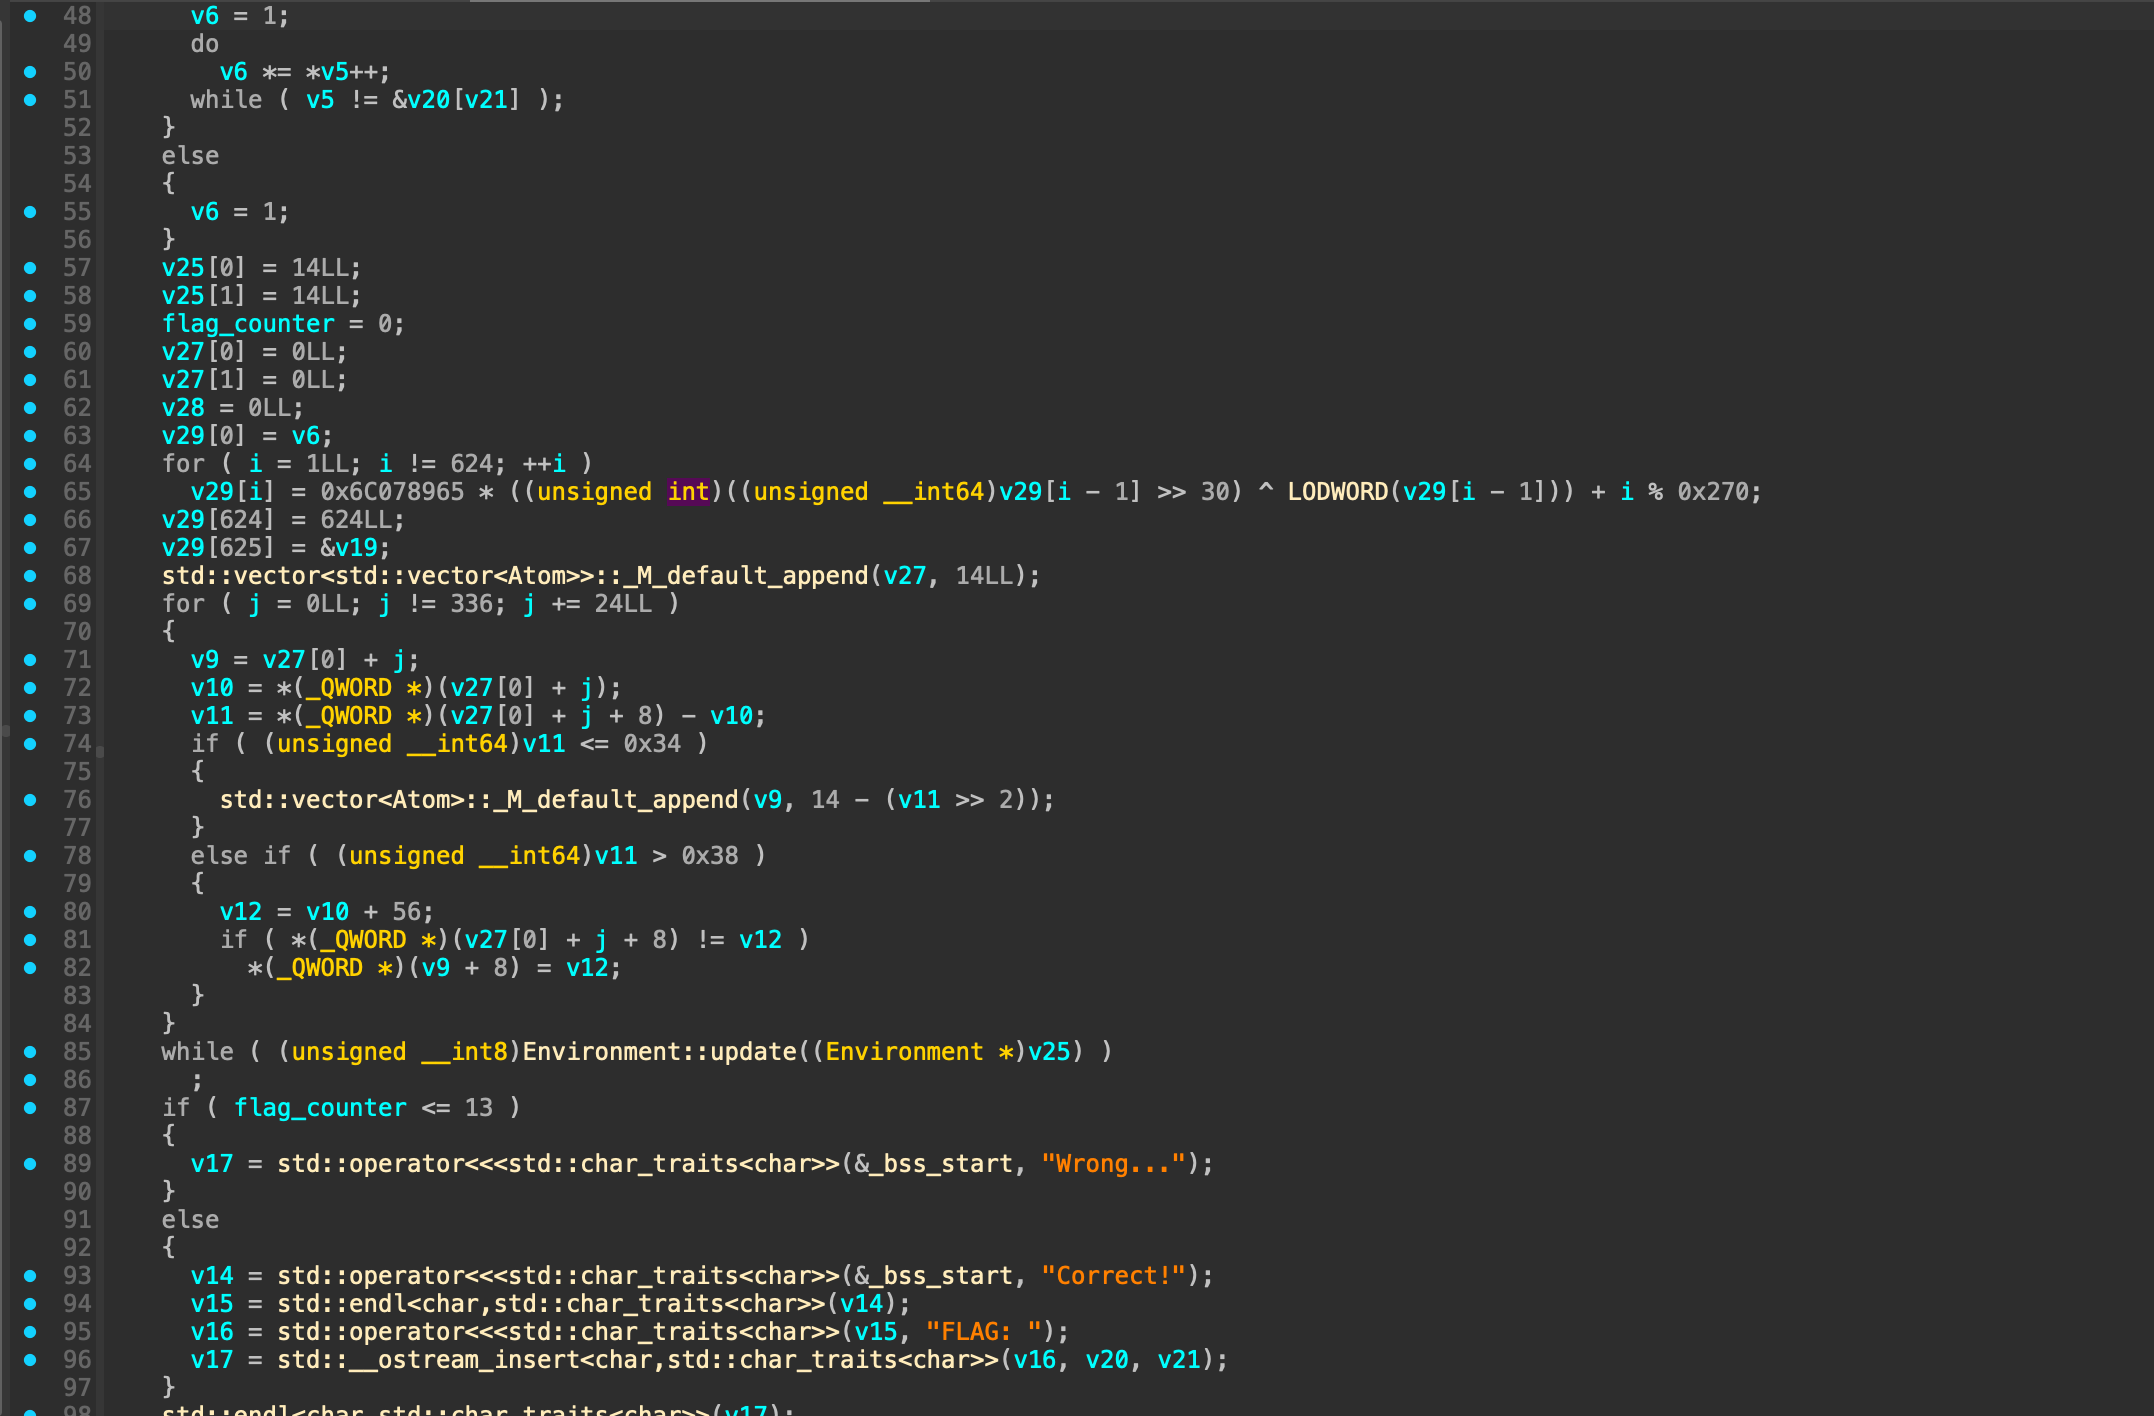 48 v6 = 1;
49 do
50 v6 *= *v5++;
51 while ( v5 != &v20[v21] );
52 }
53 else
54 {
55 v6 = 1;
56 }
57 v25[0] = 14LL;
58 v25[1] = 14LL;
59 flag_counter = 0;
60 v27[0] = 0LL;
61 v27[1] = 0LL;
62 v28 = 0LL;
63 v29[0] = v6;
64 for ( i = 1LL; i != 624; ++i )
65 v29[i] = 0x6C078965 * ((unsigned int)((unsigned __int64)v29[i - 1] >> 30) ^ LODWORD(v29[i - 1])) + i % 0x270;
66 v29[624] = 624LL;
67 v29[625] = &v19;
68 std::vector<std::vector<Atom>>::_M_default_append(v27, 14LL);
69 for ( j = 0LL; j != 336; j += 24LL )
70 {
71 v9 = v27[0] + j;
72 v10 = *(_QWORD *)(v27[0] + j);
73 v11 = *(_QWORD *)(v27[0] + j + 8) - v10;
74 if ( (unsigned __int64)v11 <= 0x34 )
75 {
76 std::vector<Atom>::_M_default_append(v9, 14 - (v11 >> 2));
77 }
78 else if ( (unsigned __int64)v11 > 0x38 )
79 {
80 v12 = v10 + 56;
81 if ( *(_QWORD *)(v27[0] + j + 8) != v12 )
82 *(_QWORD *)(v9 + 8) = v12;
83 }
84 }
85 while ( (unsigned __int8)Environment::update((Environment *)v25) )
86 ;
87 if ( flag_counter <= 13 )
88 {
89 v17 = std::operator<<<std::char_traits<char>>(&_bss_start, "Wrong...");
90 }
91 else
92 {
93 v14 = std::operator<<<std::char_traits<char>>(&_bss_start, "Correct!");
94 v15 = std::endl<char,std::char_traits<char>>(v14);
95 v16 = std::operator<<<std::char_traits<char>>(v15, "FLAG: ");
96 v17 = std::__ostream_insert<char,std::char_traits<char>>(v16, v20, v21);
97 }
98 std::endl<char,std::char_traits<char>>(v17);